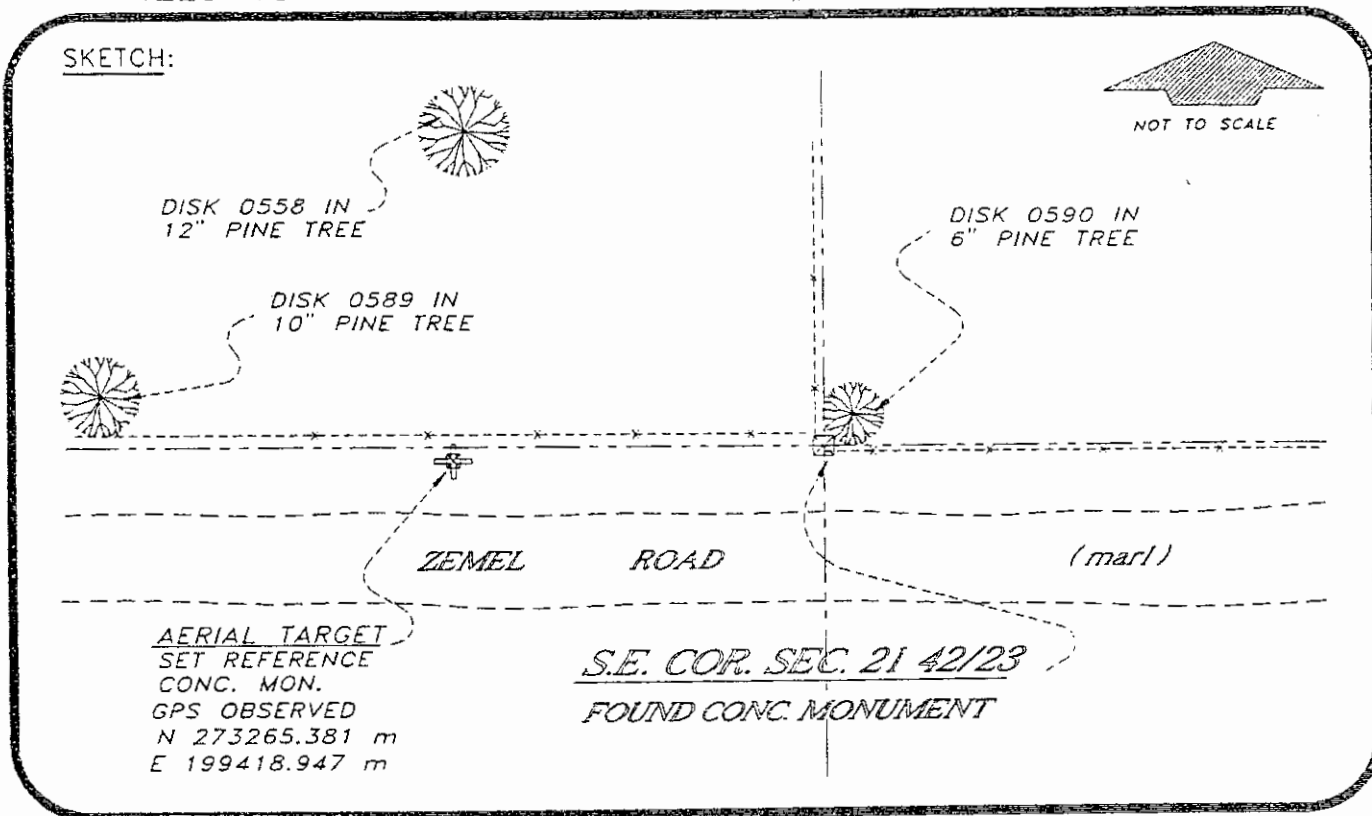 SKETCH:
NOT TO SCALE
DISK 0558 IN
12" PINE TREE
DISK 0590 IN
6" PINE TREE
DISK 0589 IN
10" PINE TREE
ZEMEL ROAD (marl)
AERIAL TARGET
SET REFERENCE
CONC. MON.
GPS OBSERVED
N 273265.381 m
E 199418.947 m
S.E. COR. SEC. 21 42/23
FOUND CONC. MONUMENT